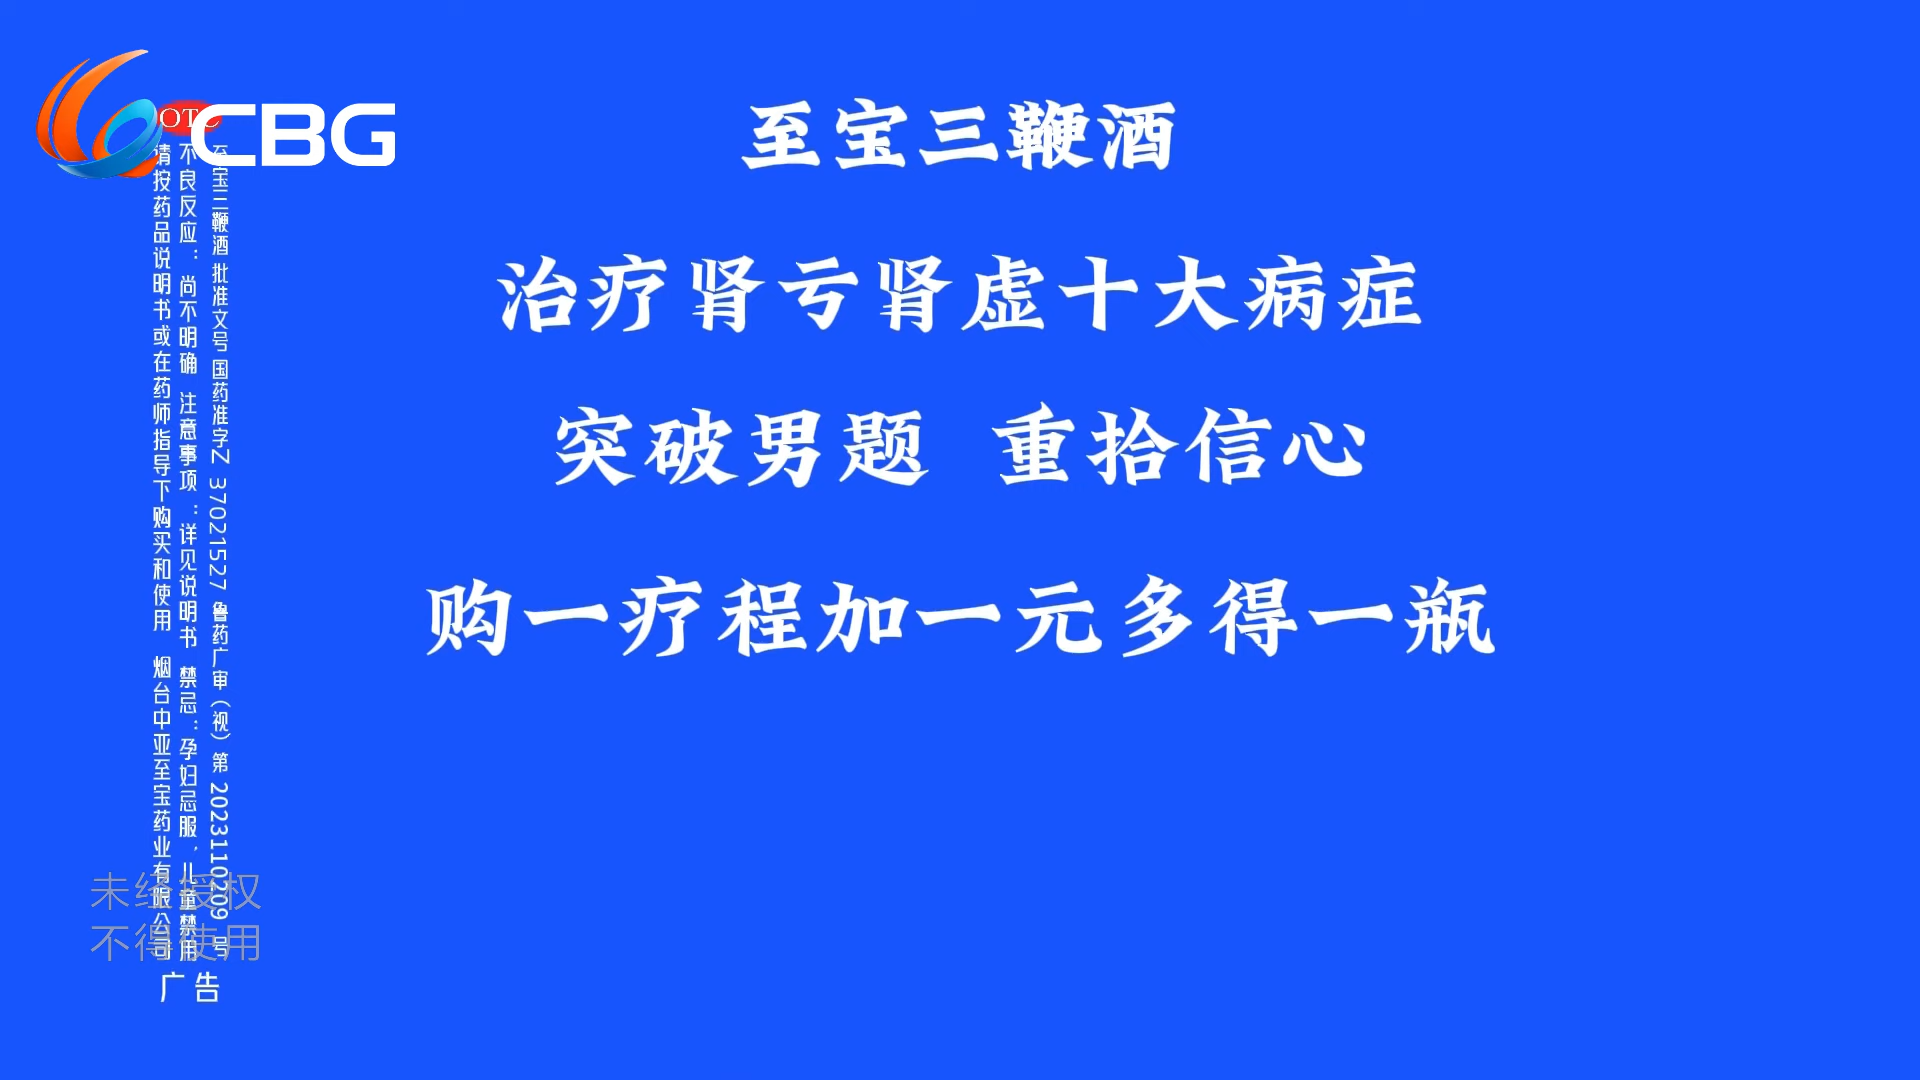 CBG
OTC
至宝三鞭酒
治疗肾亏肾虚十大病症
突破男题 重拾信心
购一疗程加一元多得一瓶
至宝三鞭酒 批准文号 国药准字Z 37021527 鲁药广审（视）第 2023110209 号
不良反应：尚不明确 注意事项：详见说明书 禁忌：孕妇忌服，儿童禁用
请按药品说明书或在药师指导下购买和使用 烟台中亚至宝药业有限公司
未经授权
不得使用
广告